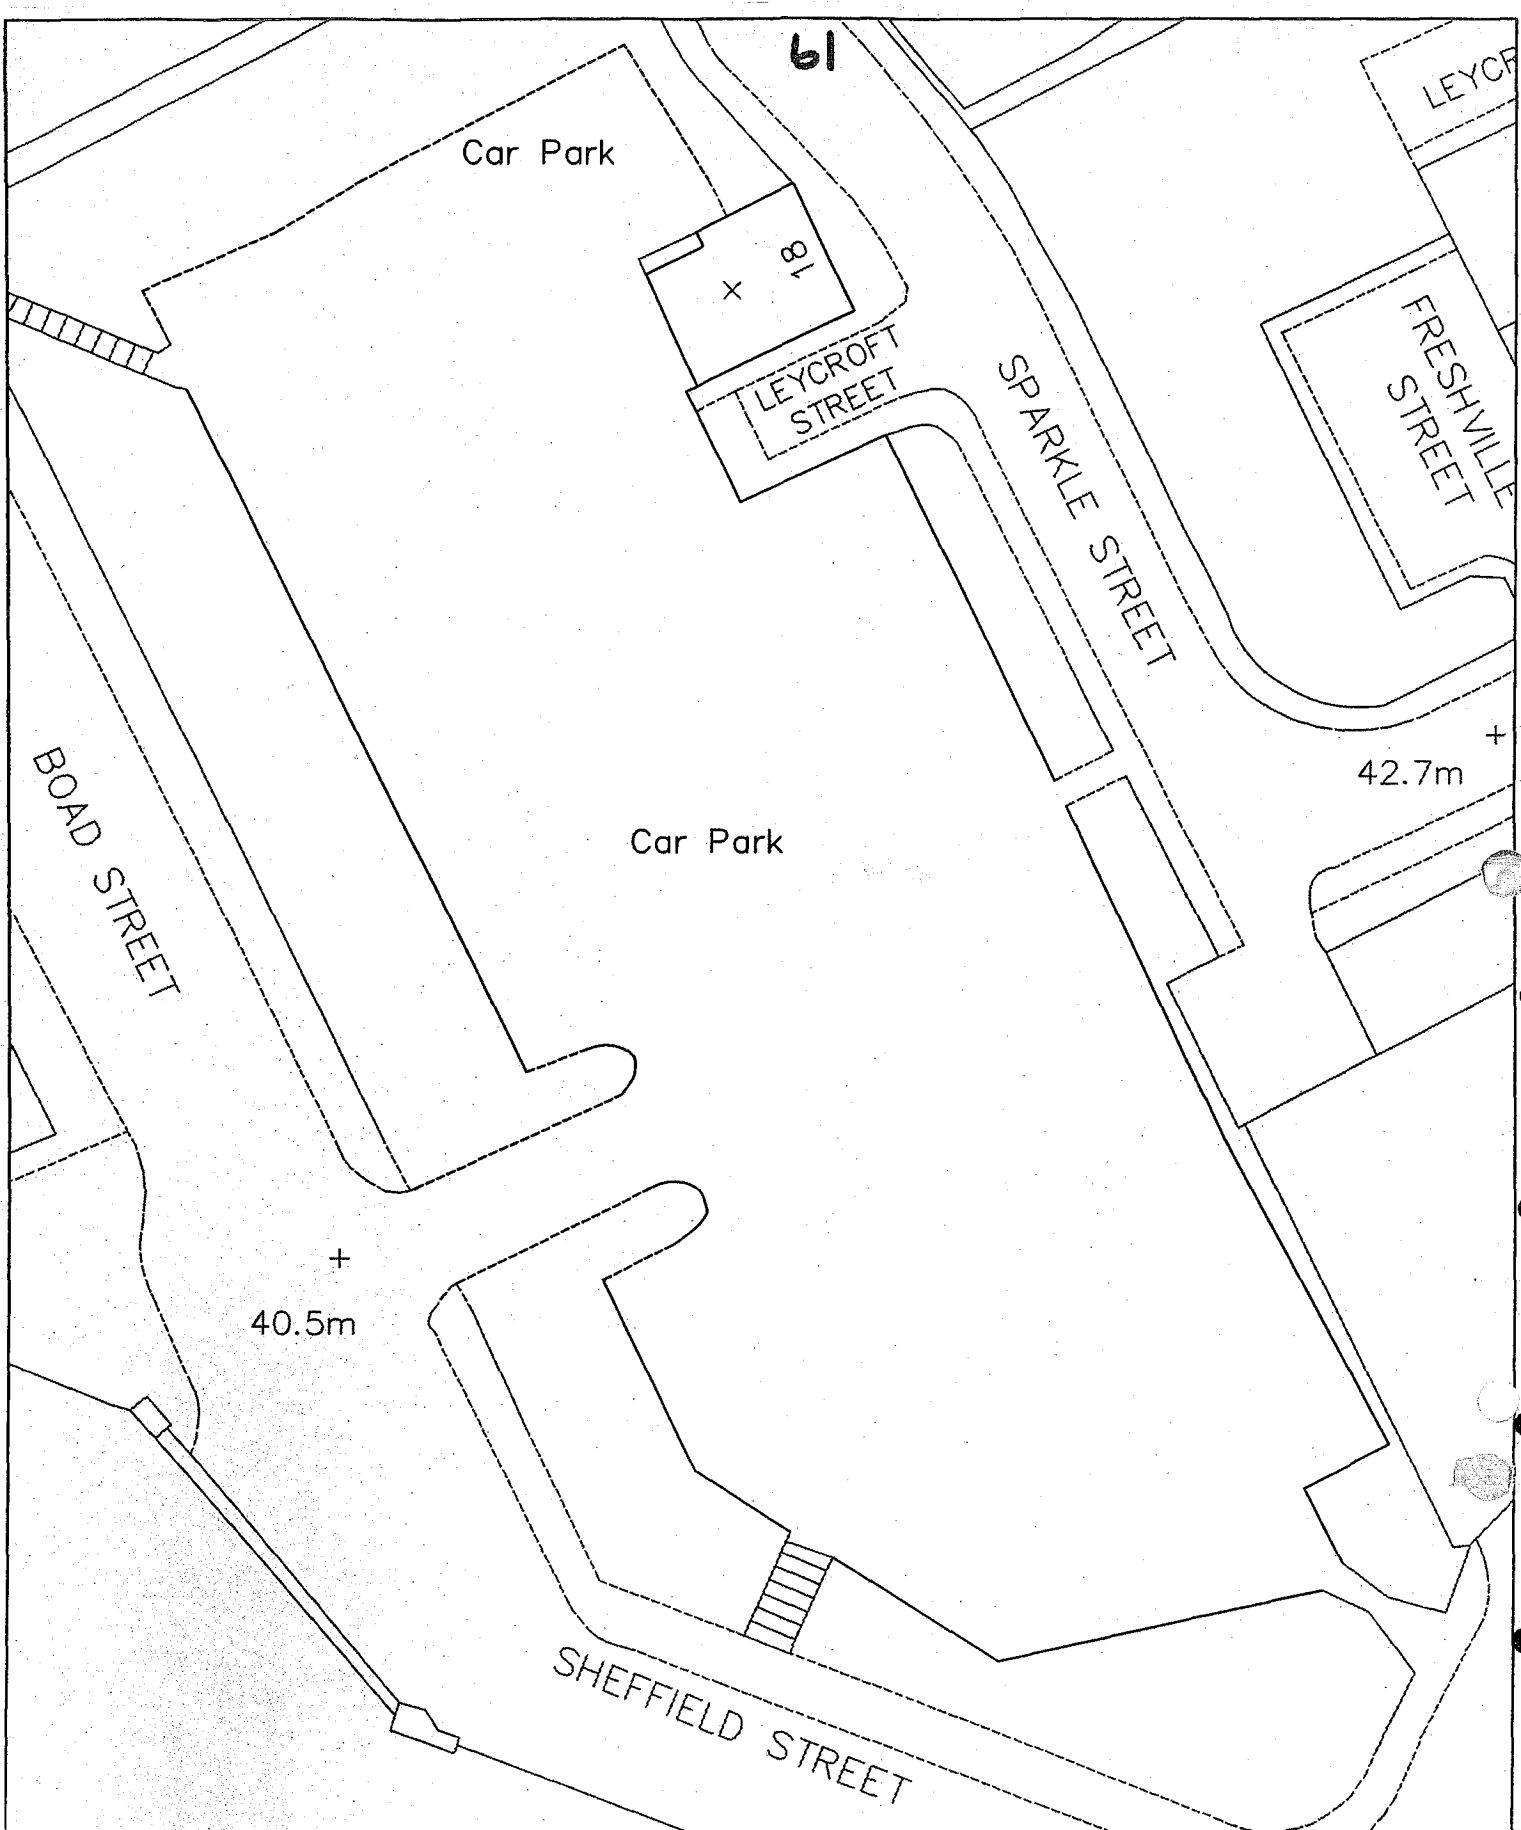 61
Car Park
LEYCR
18
LEYCROFT
STREET
SPARKLE STREET
FRESHVILLE
STREET
42.7m
Car Park
BOAD STREET
40.5m
SHEFFIELD STREET